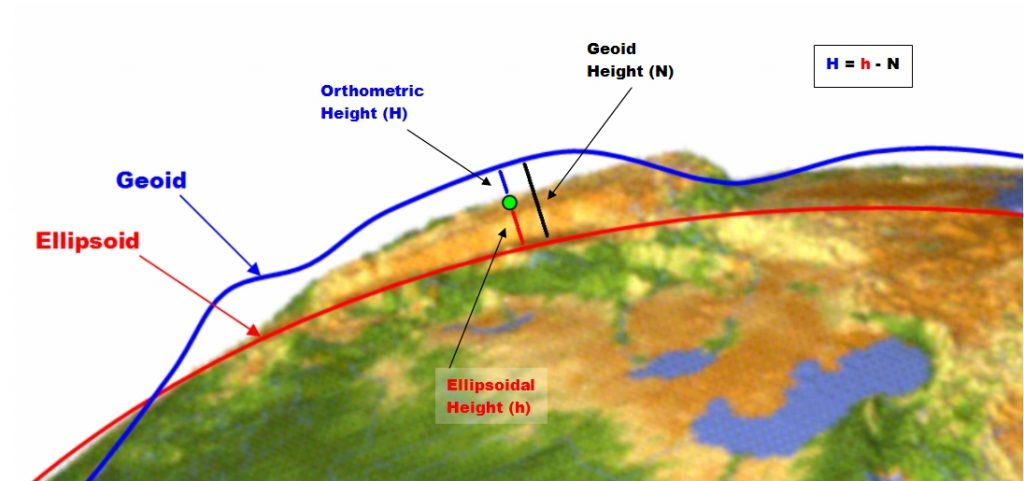 Geoid
Height (N)
H = h - N
Orthometric
Height (H)
Geoid
Ellipsoid
Ellipsoidal
Height (h)